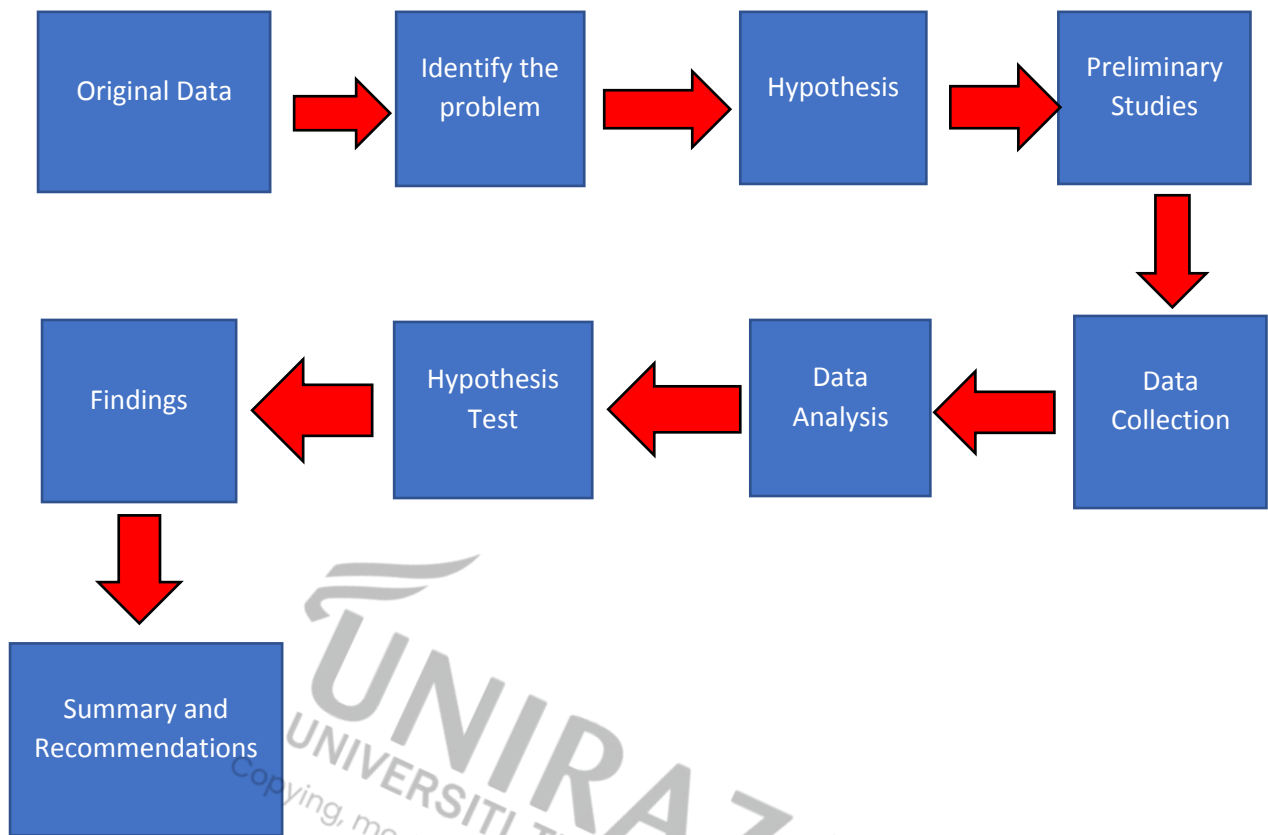 Original Data
Identify the
problem
Hypothesis
Preliminary
Studies
Findings
Hypothesis
Test
Data
Analysis
Data
Collection
Summary and
Recommendations
UNIRAZ
UNIVERSITI
Copying,